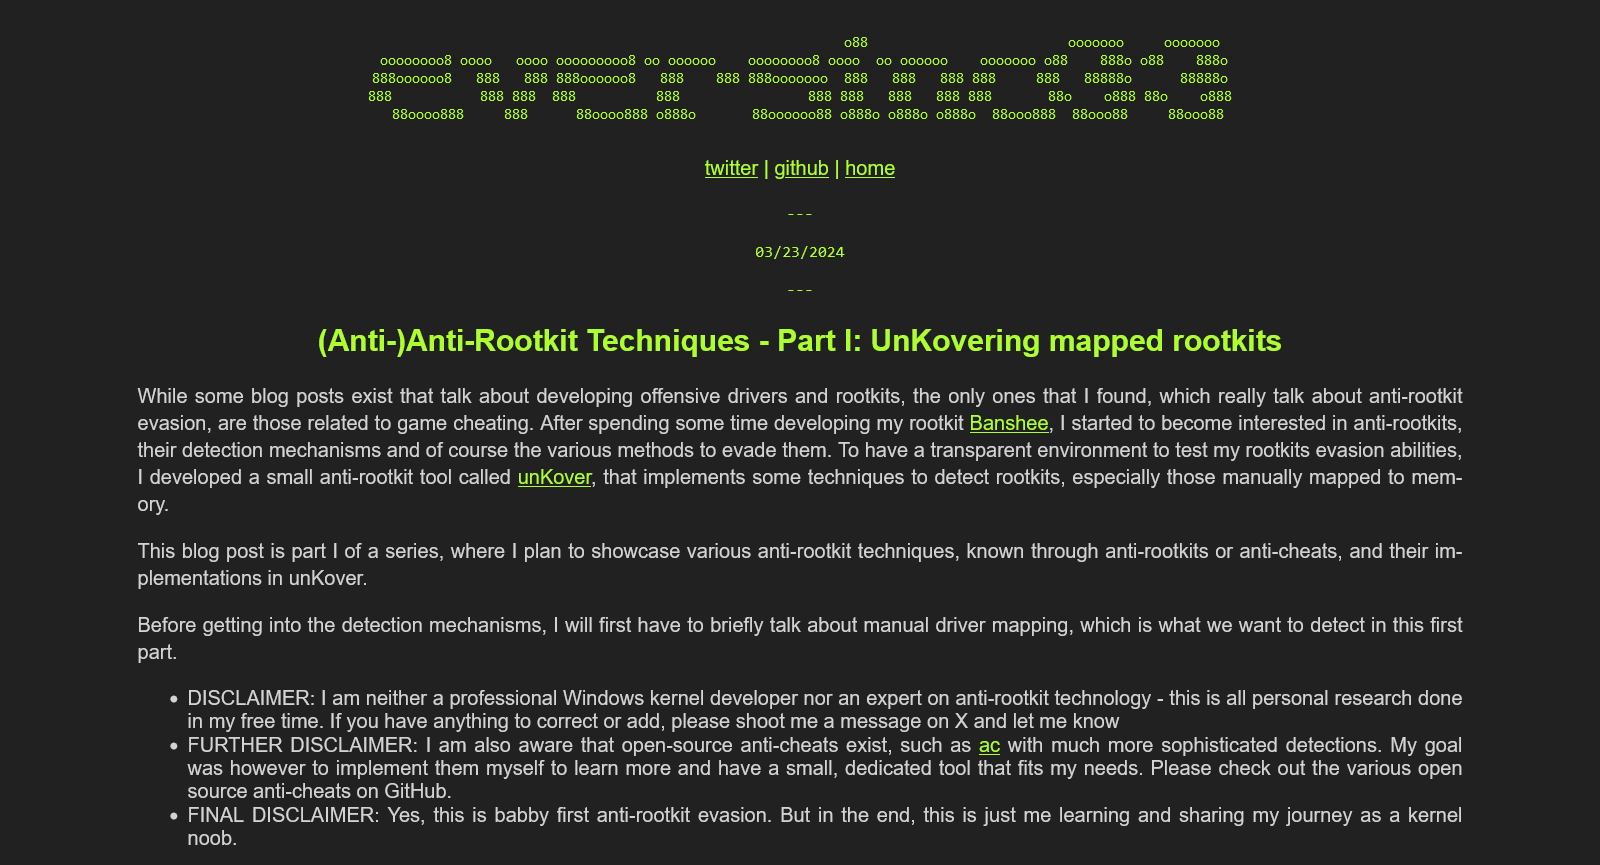 o88                         ooooooo     ooooooo
 oooooooo8 oooo   oooo ooooooooo8 oo oooooo    oooooooo8 oooo  oo oooooo    ooooooo o88    888o o88    888o
888oooooo8   888   888 888oooooo8   888    888 888ooooooo  888   888   888 888     888   88888o      88888o
888           888 888  888          888                888 888   888   888 888       88o    o888 88o    o888
  88oooo888     888      88oooo888 o888o       88oooooo88 o888o o888o o888o  88ooo888  88ooo88     88ooo88
twitter | github | home
---
03/23/2024
---
(Anti-)Anti-Rootkit Techniques - Part I: UnKovering mapped rootkits
While some blog posts exist that talk about developing offensive drivers and rootkits, the only ones that I found, which really talk about anti-rootkit
evasion, are those related to game cheating. After spending some time developing my rootkit Banshee, I started to become interested in anti-rootkits,
their detection mechanisms and of course the various methods to evade them. To have a transparent environment to test my rootkits evasion abilities,
I developed a small anti-rootkit tool called unKover, that implements some techniques to detect rootkits, especially those manually mapped to mem-
ory.
This blog post is part I of a series, where I plan to showcase various anti-rootkit techniques, known through anti-rootkits or anti-cheats, and their im-
plementations in unKover.
Before getting into the detection mechanisms, I will first have to briefly talk about manual driver mapping, which is what we want to detect in this first
part.
• DISCLAIMER: I am neither a professional Windows kernel developer nor an expert on anti-rootkit technology - this is all personal research done
in my free time. If you have anything to correct or add, please shoot me a message on X and let me know
• FURTHER DISCLAIMER: I am also aware that open-source anti-cheats exist, such as ac with much more sophisticated detections. My goal
was however to implement them myself to learn more and have a small, dedicated tool that fits my needs. Please check out the various open
source anti-cheats on GitHub.
• FINAL DISCLAIMER: Yes, this is babby first anti-rootkit evasion. But in the end, this is just me learning and sharing my journey as a kernel
noob.